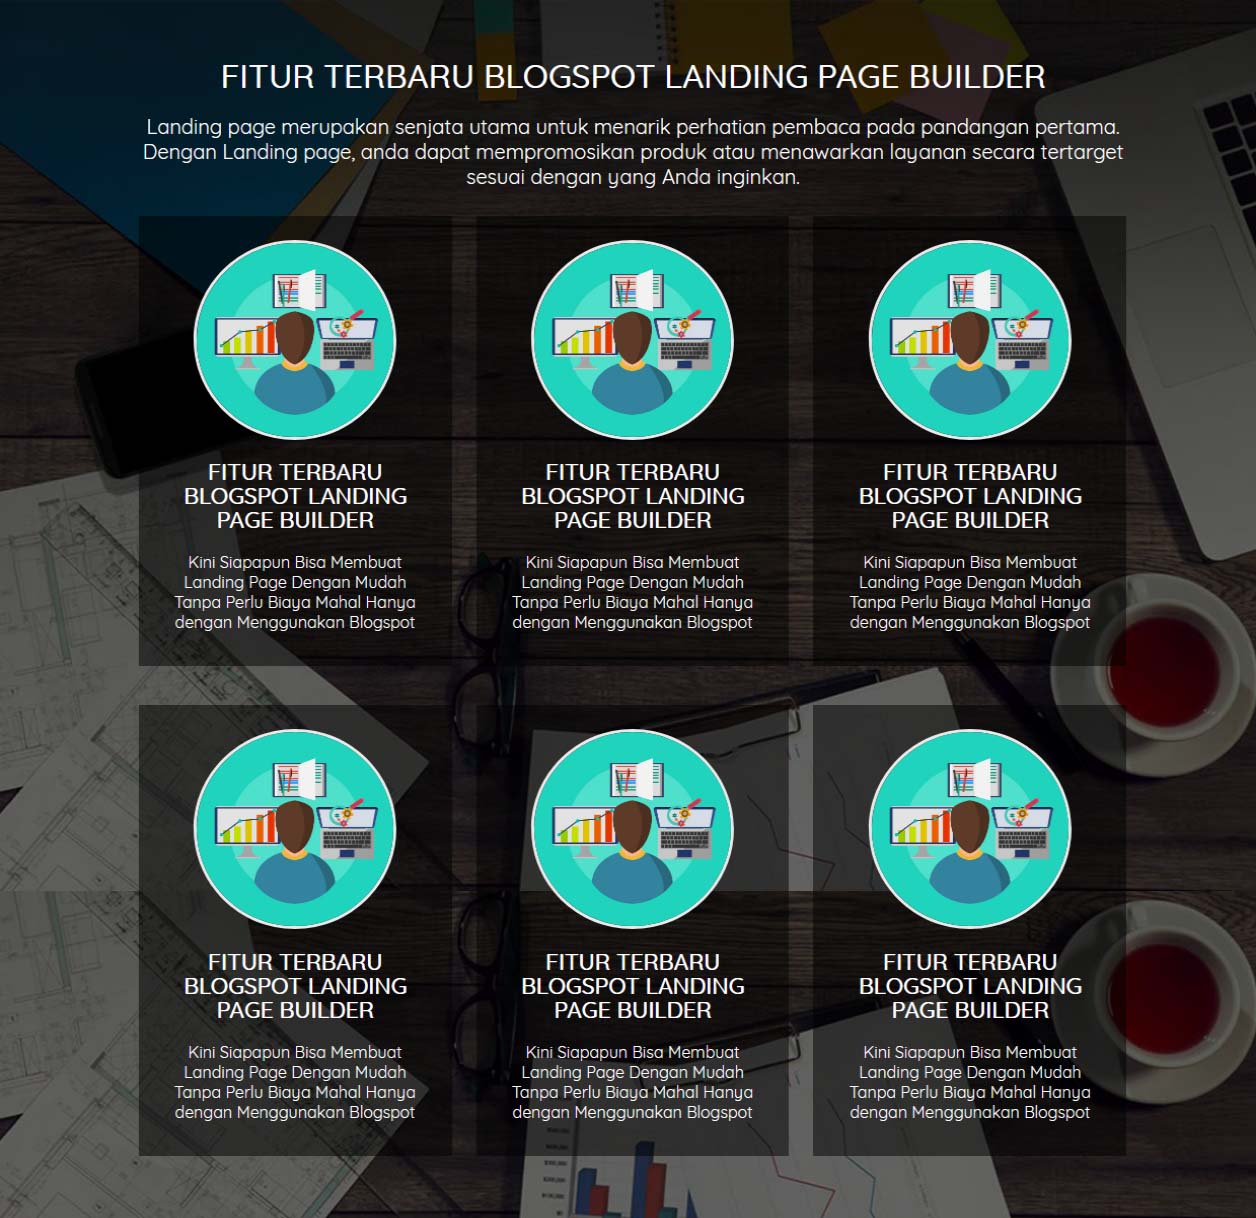 FITUR TERBARU BLOGSPOT LANDING PAGE BUILDER
Landing page merupakan senjata utama untuk menarik perhatian pembaca pada pandangan pertama.
Dengan Landing page, anda dapat mempromosikan produk atau menawarkan layanan secara tertarget
sesuai dengan yang Anda inginkan.
FITUR TERBARU
BLOGSPOT LANDING
PAGE BUILDER
Kini Siapapun Bisa Membuat
Landing Page Dengan Mudah
Tanpa Perlu Biaya Mahal Hanya
dengan Menggunakan Blogspot
FITUR TERBARU
BLOGSPOT LANDING
PAGE BUILDER
Kini Siapapun Bisa Membuat
Landing Page Dengan Mudah
Tanpa Perlu Biaya Mahal Hanya
dengan Menggunakan Blogspot
FITUR TERBARU
BLOGSPOT LANDING
PAGE BUILDER
Kini Siapapun Bisa Membuat
Landing Page Dengan Mudah
Tanpa Perlu Biaya Mahal Hanya
dengan Menggunakan Blogspot
FITUR TERBARU
BLOGSPOT LANDING
PAGE BUILDER
Kini Siapapun Bisa Membuat
Landing Page Dengan Mudah
Tanpa Perlu Biaya Mahal Hanya
dengan Menggunakan Blogspot
FITUR TERBARU
BLOGSPOT LANDING
PAGE BUILDER
Kini Siapapun Bisa Membuat
Landing Page Dengan Mudah
Tanpa Perlu Biaya Mahal Hanya
dengan Menggunakan Blogspot
FITUR TERBARU
BLOGSPOT LANDING
PAGE BUILDER
Kini Siapapun Bisa Membuat
Landing Page Dengan Mudah
Tanpa Perlu Biaya Mahal Hanya
dengan Menggunakan Blogspot